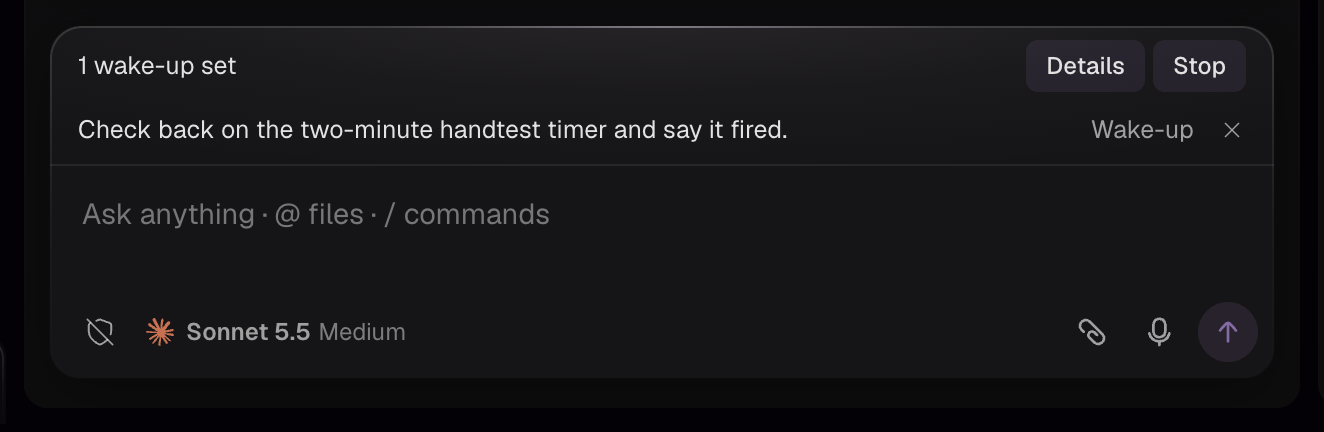 1 wake-up set
Details
Stop
Check back on the two-minute handtest timer and say it fired.
Wake-up
Ask anything · @ files · / commands
Sonnet 5.5 Medium